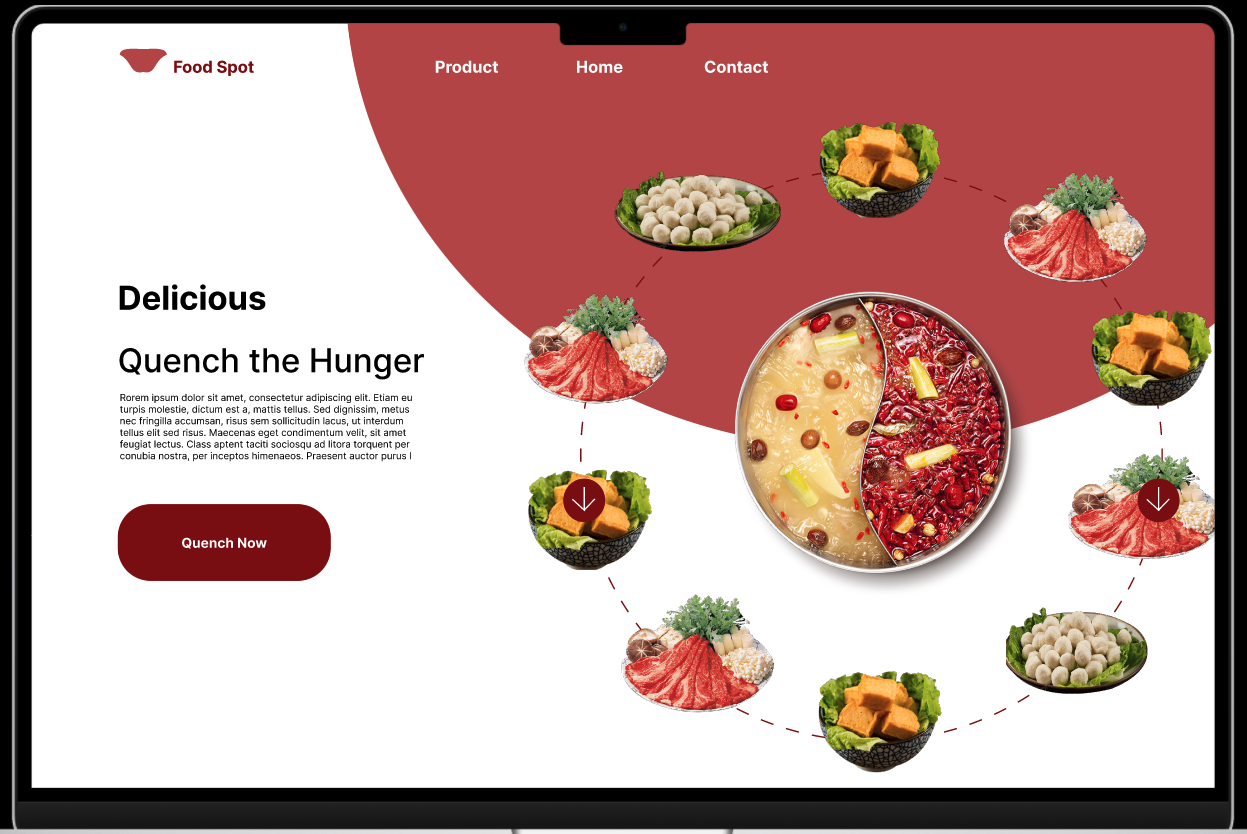 Food Spot
Product
Home
Contact
Delicious
Quench the Hunger
Rorem ipsum dolor sit amet, consectetur adipiscing elit. Etiam eu
turpis molestie, dictum est a, mattis tellus. Sed dignissim, metus
nec fringilla accumsan, risus sem sollicitudin lacus, ut interdum
tellus elit sed risus. Maecenas eget condimentum velit, sit amet
feugiat lectus. Class aptent taciti sociosqu ad litora torquent per
conubia nostra, per inceptos himenaeos. Praesent auctor purus l
Quench Now